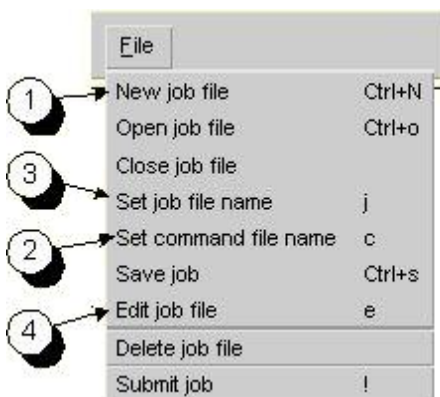 File
1
New job file Ctrl+N
Open job file Ctrl+o
Close job file
3
Set job file name j
2
Set command file name c
Save job Ctrl+s
4
Edit job file e
Delete job file
Submit job !